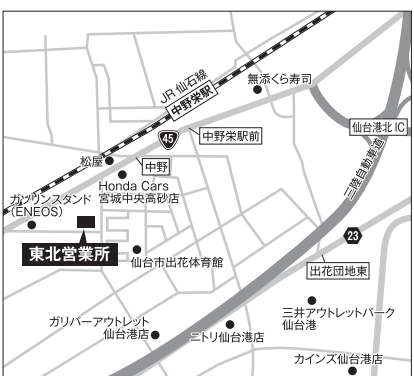 JR 仙石線
中野栄駅
無添くら寿司
45
中野栄駅前
仙台港北 IC
松屋
中野
三陸自動車道
Honda Cars
宮城中央高砂店
ガソリンスタンド
(ENEOS)
東北営業所
仙台市出花体育館
23
出花団地東
ガリバーアウトレット
仙台港店
ニトリ仙台港店
三井アウトレットパーク
仙台港
カインズ仙台港店